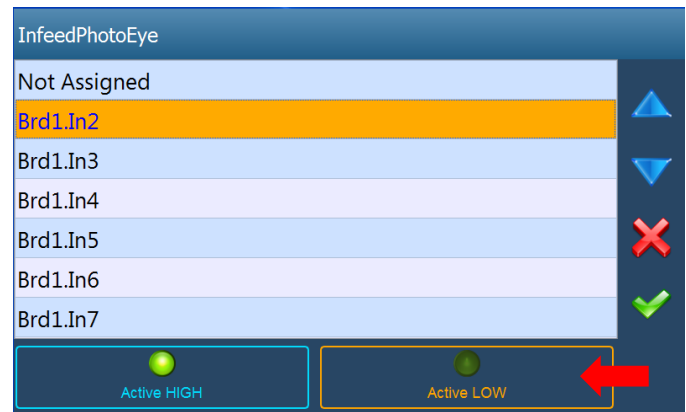 InfeedPhotoEye
Not Assigned
Brd1.In2
Brd1.In3
Brd1.In4
Brd1.In5
Brd1.In6
Brd1.In7
Active HIGH
Active LOW